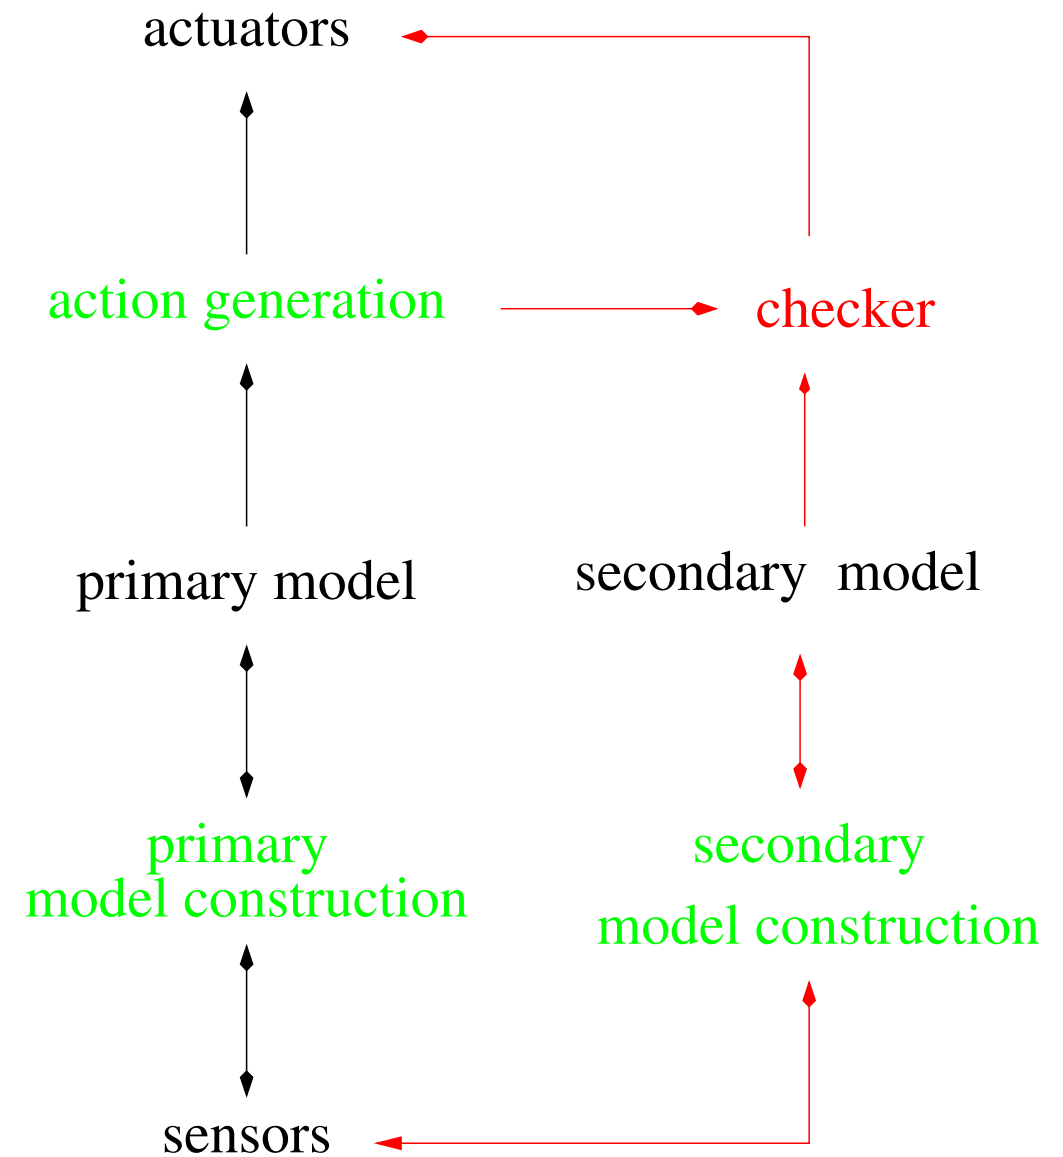 actuators
action generation
checker
primary model
secondary model
primary
model construction
secondary
model construction
sensors